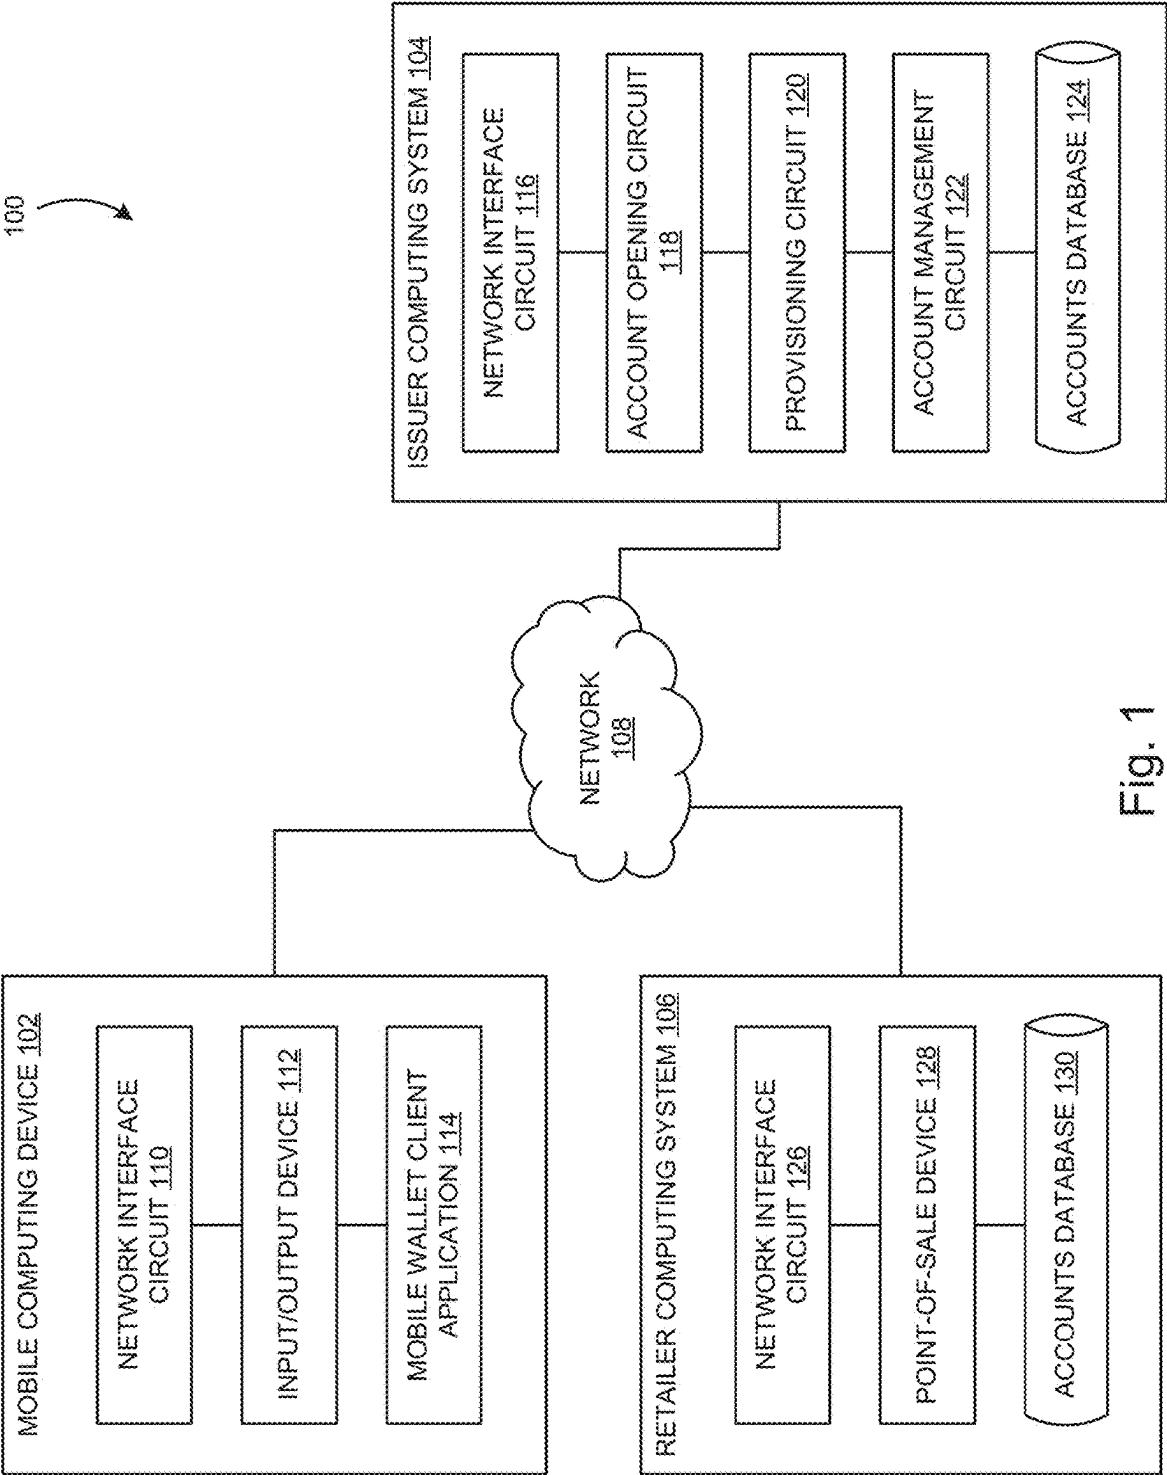 100
MOBILE COMPUTING DEVICE 102
NETWORK INTERFACE
CIRCUIT 110
INPUT/OUTPUT DEVICE 112
MOBILE WALLET CLIENT
APPLICATION 114
NETWORK
108
ISSUER COMPUTING SYSTEM 104
NETWORK INTERFACE
CIRCUIT 116
ACCOUNT OPENING CIRCUIT
118
PROVISIONING CIRCUIT 120
ACCOUNT MANAGEMENT
CIRCUIT 122
ACCOUNTS DATABASE 124
RETAILER COMPUTING SYSTEM 106
NETWORK INTERFACE
CIRCUIT 126
POINT-OF-SALE DEVICE 128
ACCOUNTS DATABASE 130
Fig. 1